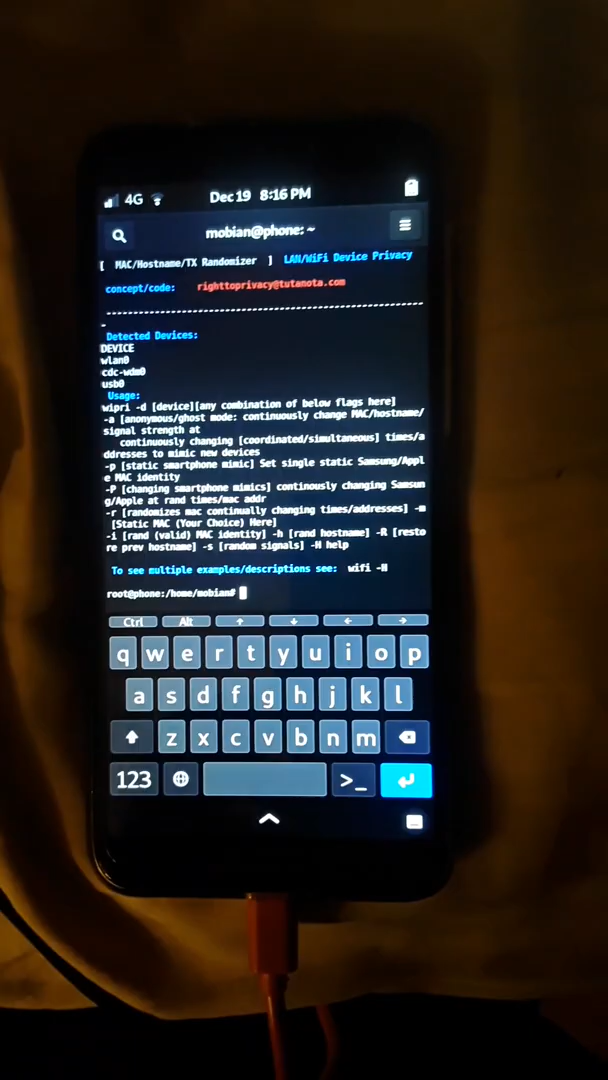 4G Dec 19 8:16 PM
mobian@phone: ~
[ MAC/Hostname/TX Randomizer ] LAN/WiFi Device Privacy
concept/code: righttoprivacy@tutanota.com
--------------------------------------------------------------
-
Detected Devices:
DEVICE
wlan0
cdc-wdm0
usb0
Usage:
wipri -d [device][any combination of below flags here]
-a [anonymous/ghost mode: continuously change MAC/hostname/
signal strength at
continuously changing [coordinated/simultaneous] times/a
ddresses to mimic new devices
-p [static smartphone mimic] Set single static Samsung/Appl
e MAC identity
-P [changing smartphone mimics] continously changing Samsun
g/Apple at rand times/mac addr
-r [randomizes mac continually changing times/addresses] -m
[Static MAC (Your Choice) Here]
-i [rand (valid) MAC identity] -h [rand hostname] -R [resto
re prev hostname] -s [random signals] -H help
To see multiple examples/descriptions see: wifi -H
root@phone:/home/mobian#
Ctrl Alt ↑ ↓ ← →
q w e r t y u i o p
a s d f g h j k l
z x c v b n m
123 >_